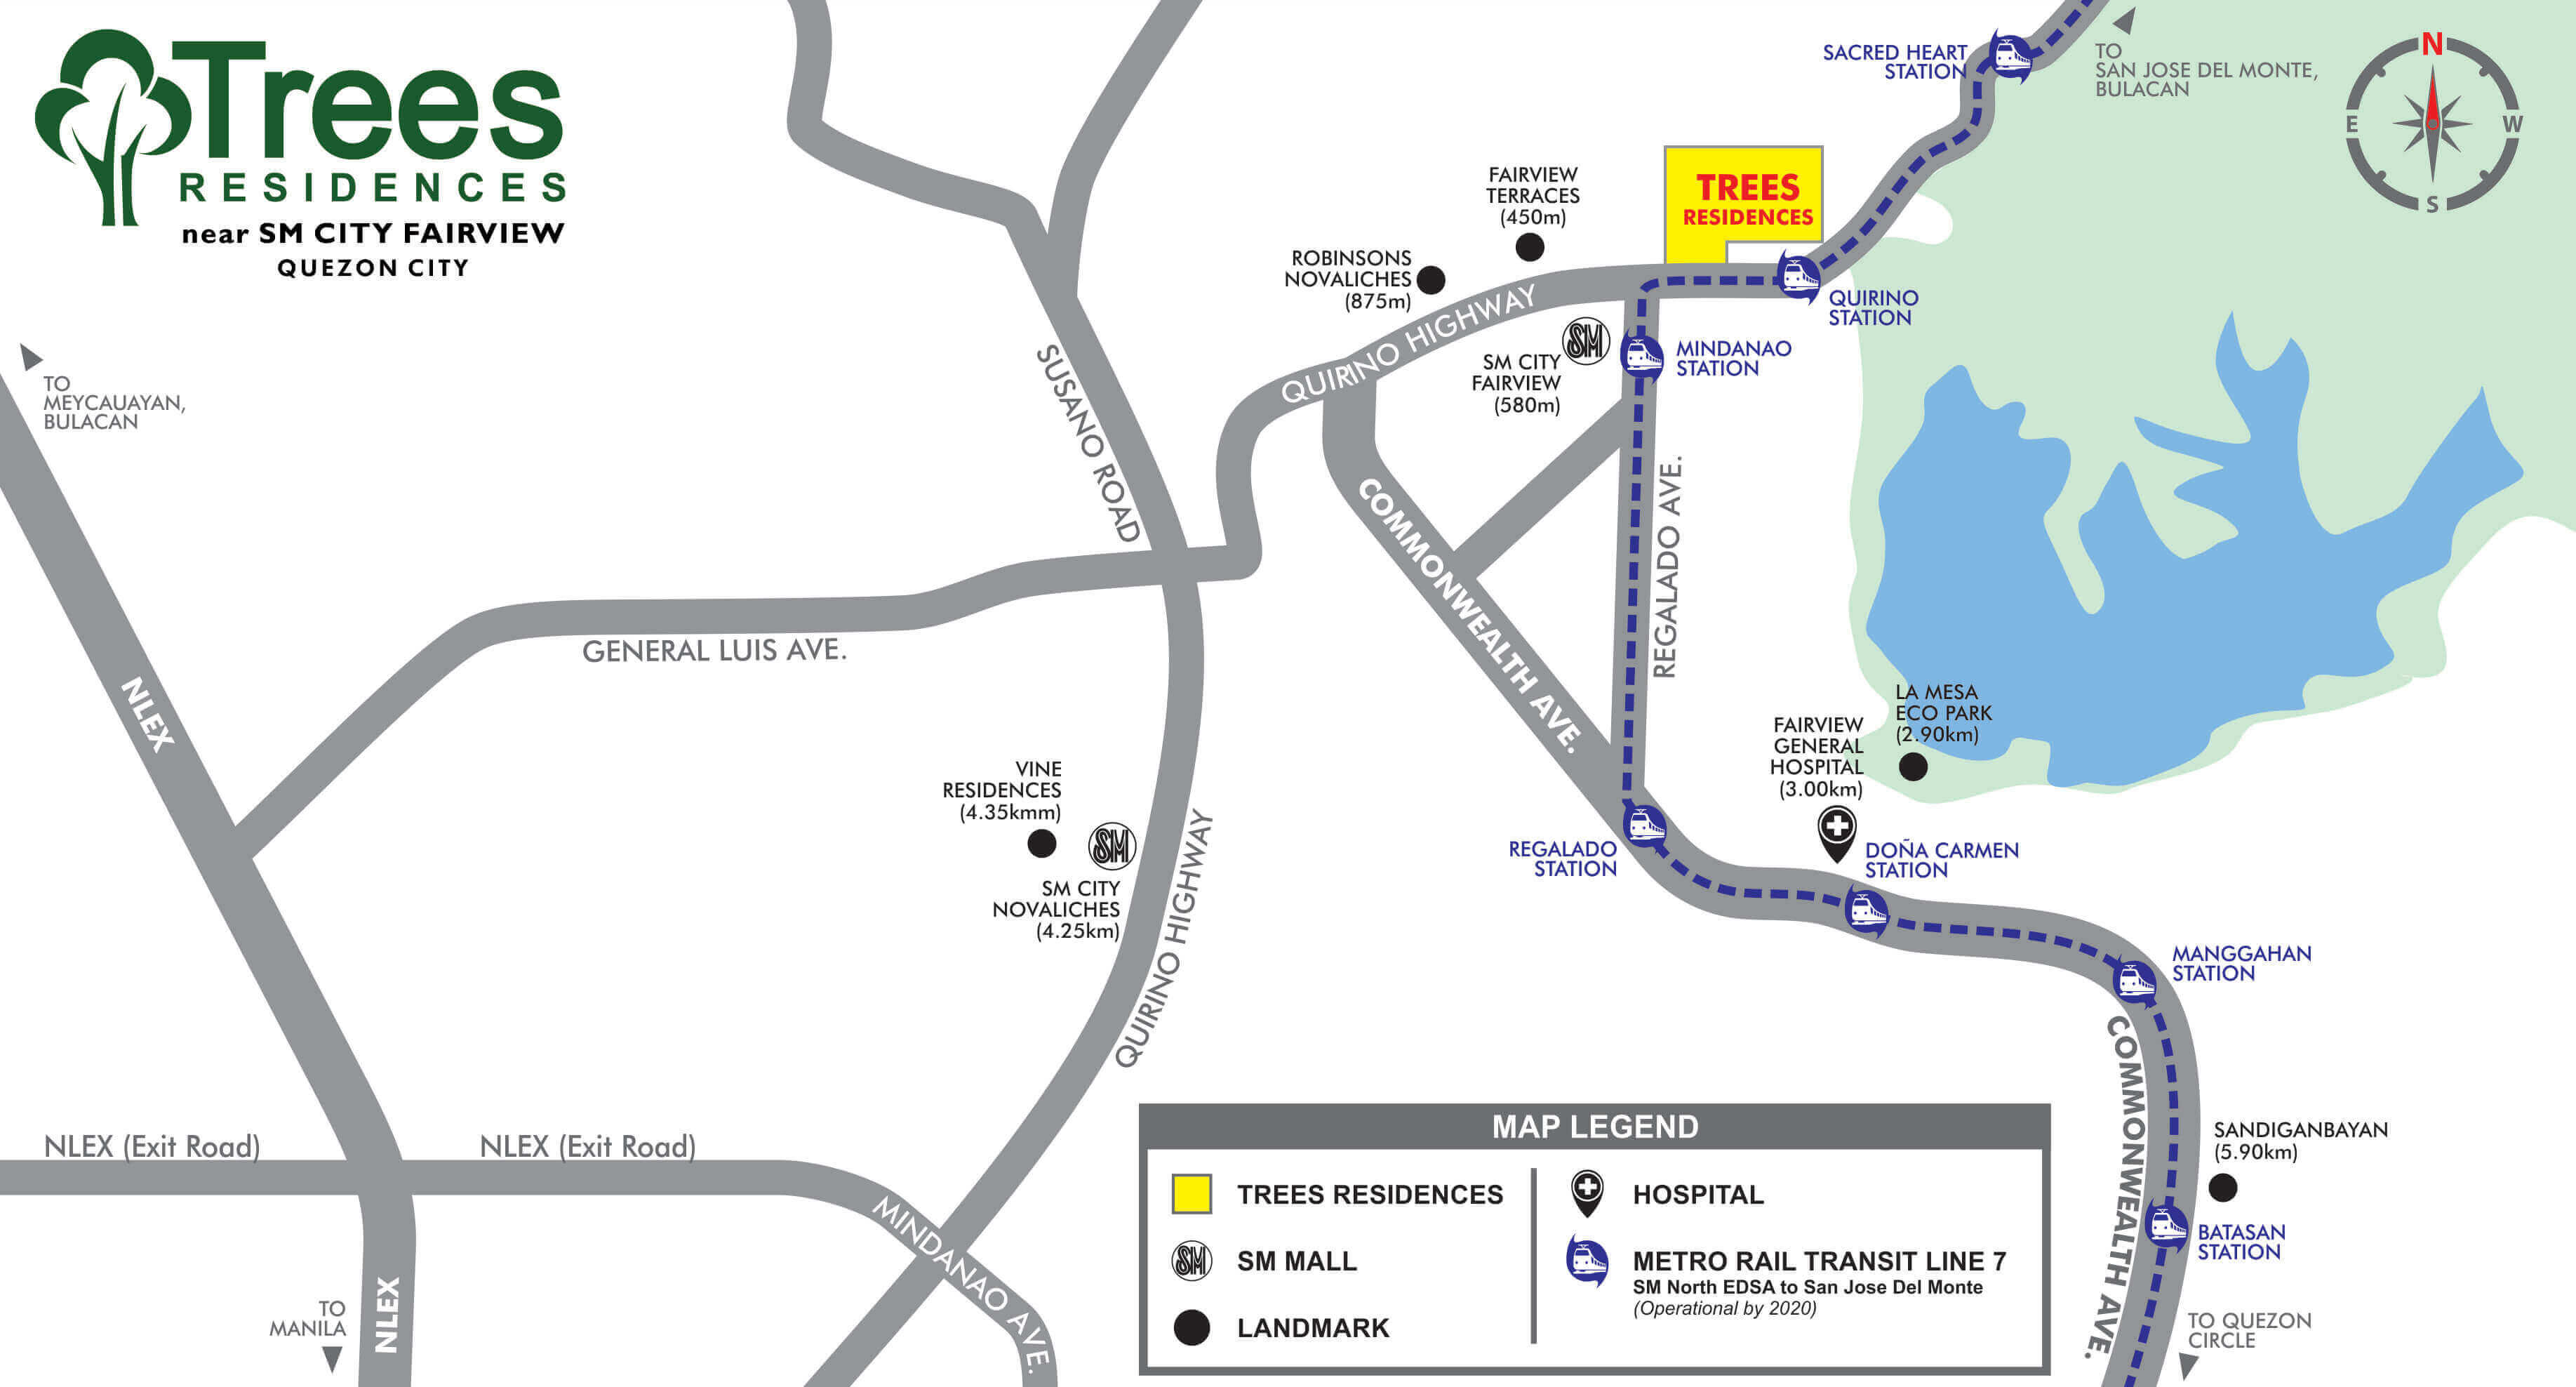 Trees
RESIDENCES
near SM CITY FAIRVIEW
QUEZON CITY
SACRED HEART
STATION
TO
SAN JOSE DEL MONTE,
BULACAN
N
E
W
S
FAIRVIEW
TERRACES
(450m)
TREES
RESIDENCES
ROBINSONS
NOVALICHES
(875m)
QUIRINO HIGHWAY
QUIRINO
STATION
SM
SM CITY
FAIRVIEW
(580m)
MINDANAO
STATION
TO
MEYCAUAYAN,
BULACAN
SUSANO ROAD
COMMONWEALTH AVE.
REGALADO AVE.
GENERAL LUIS AVE.
NLEX
LA MESA
ECO PARK
(2.90km)
FAIRVIEW
GENERAL
HOSPITAL
(3.00km)
VINE
RESIDENCES
(4.35kmm)
SM
SM CITY
NOVALICHES
(4.25km)
QUIRINO HIGHWAY
REGALADO
STATION
DOÑA CARMEN
STATION
MANGGAHAN
STATION
COMMONWEALTH AVE.
SANDIGANBAYAN
(5.90km)
BATASAN
STATION
TO QUEZON
CIRCLE
NLEX (Exit Road)
NLEX (Exit Road)
MINDANAO AVE.
TO
MANILA
NLEX
MAP LEGEND
TREES RESIDENCES
SM
SM MALL
LANDMARK
HOSPITAL
METRO RAIL TRANSIT LINE 7
SM North EDSA to San Jose Del Monte
(Operational by 2020)